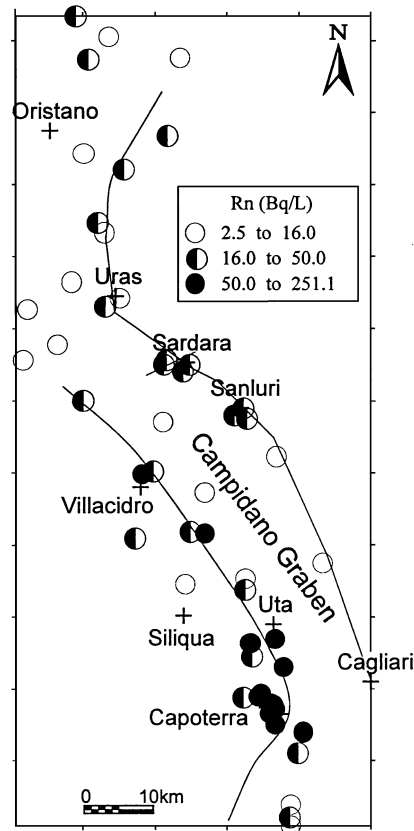 N
Oristano
Rn (Bq/L)
2.5 to 16.0
16.0 to 50.0
50.0 to 251.1
Uras
Sardara
Sanluri
Campidano Graben
Villacidro
Uta
Siliqua
Cagliari
Capoterra
0 10km